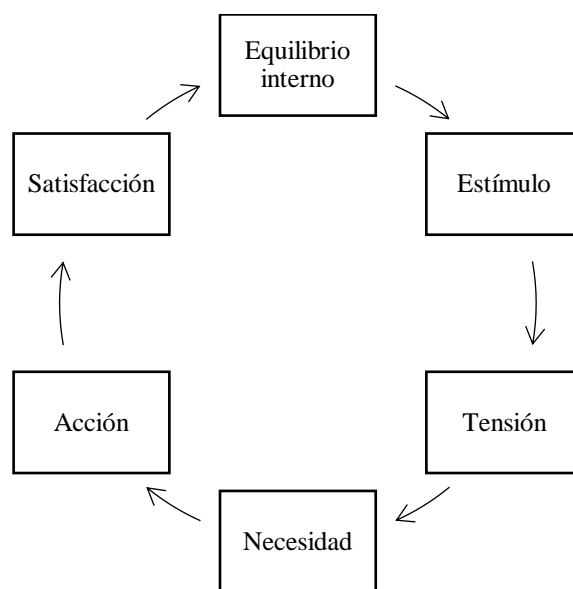 Equilibrio
interno
Estímulo
Tensión
Necesidad
Acción
Satisfacción